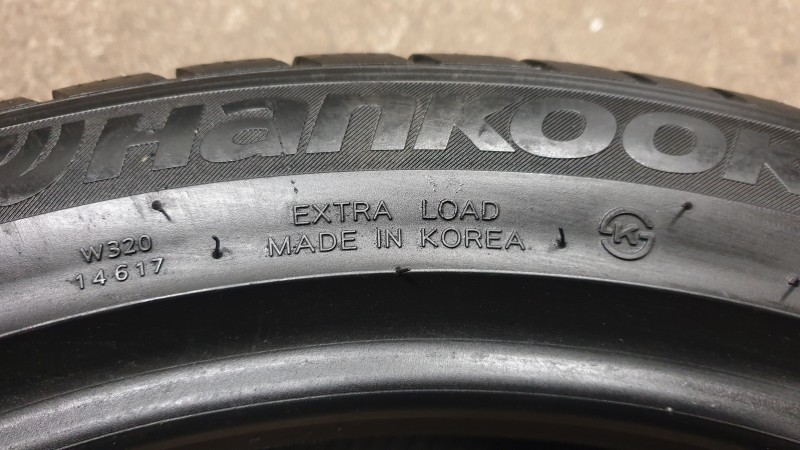 Hankook
EXTRA LOAD
MADE IN KOREA
W320
14617
K